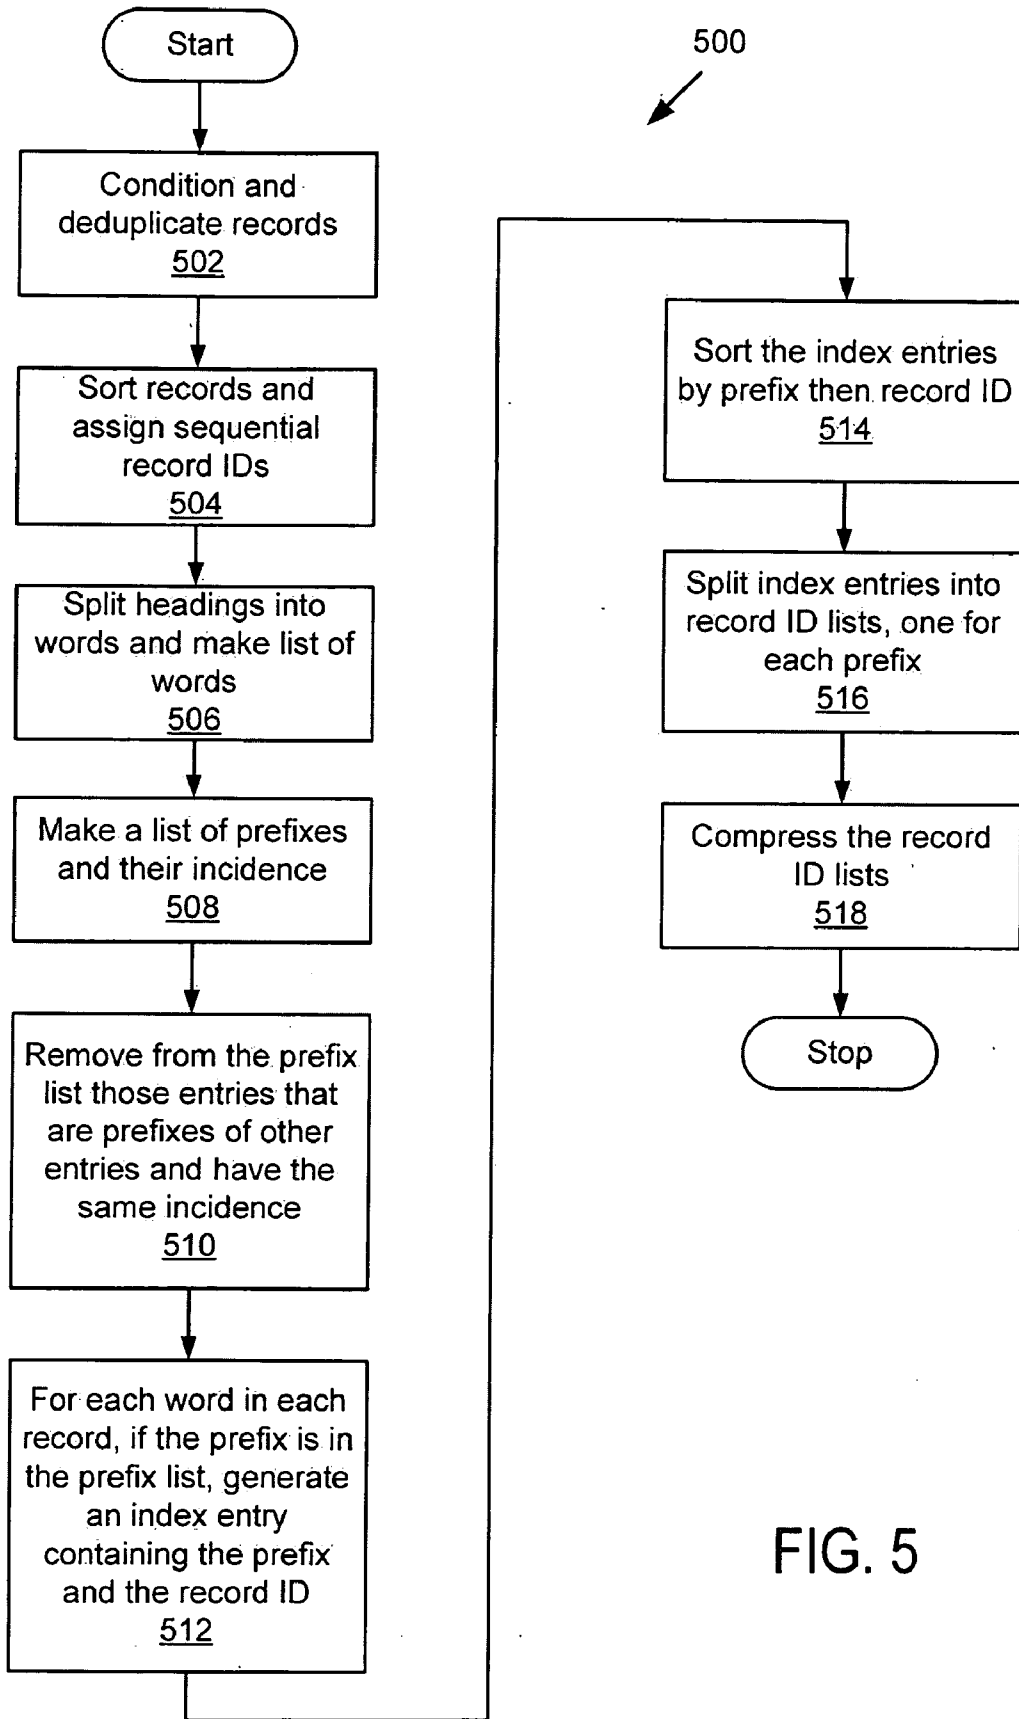 Start
500
Condition and
deduplicate records
502
Sort records and
assign sequential
record IDs
504
Split headings into
words and make list of
words
506
Make a list of prefixes
and their incidence
508
Remove from the prefix
list those entries that
are prefixes of other
entries and have the
same incidence
510
For each word in each
record, if the prefix is in
the prefix list, generate
an index entry
containing the prefix
and the record ID
512
Sort the index entries
by prefix then record ID
514
Split index entries into
record ID lists, one for
each prefix
516
Compress the record
ID lists
518
Stop
FIG. 5